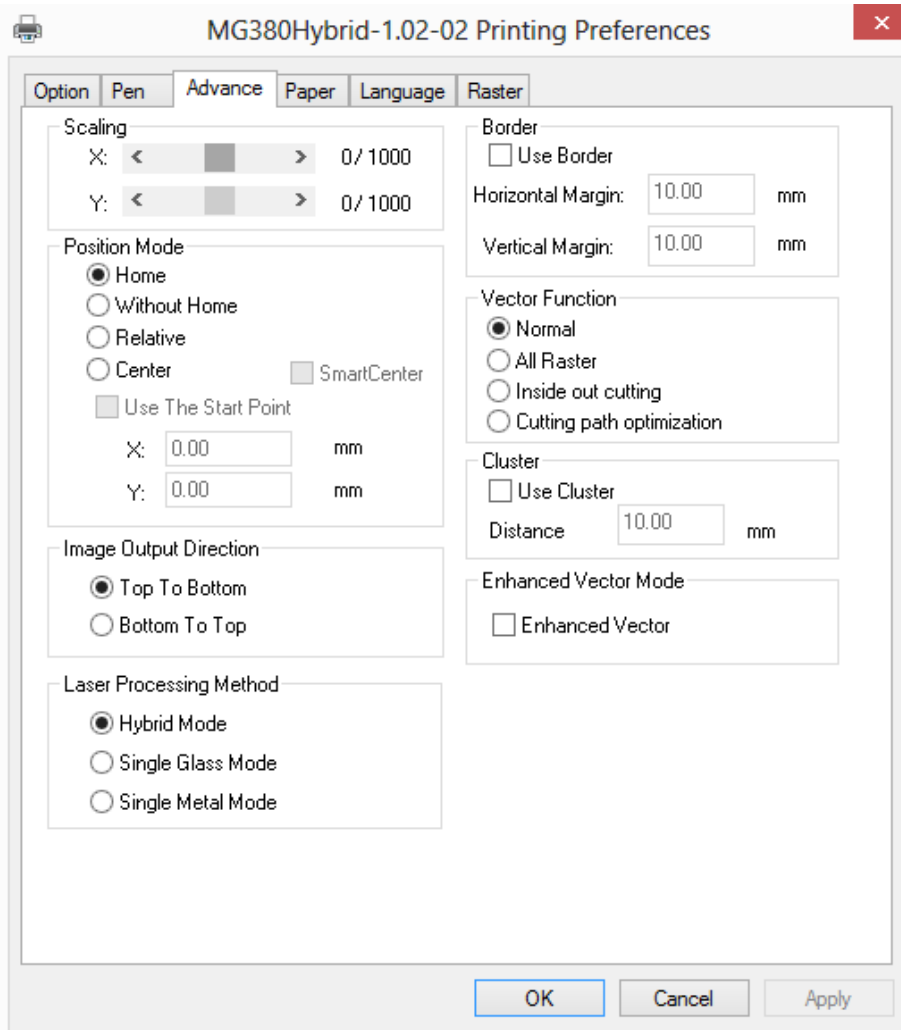 MG380Hybrid-1.02-02 Printing Preferences
Option Pen Advance Paper Language Raster
Scaling
X: 0/ 1000
Y: 0/ 1000
Position Mode
Home
Without Home
Relative
Center SmartCenter
Use The Start Point
X: 0.00 mm
Y: 0.00 mm
Image Output Direction
Top To Bottom
Bottom To Top
Laser Processing Method
Hybrid Mode
Single Glass Mode
Single Metal Mode
Border
Use Border
Horizontal Margin: 10.00 mm
Vertical Margin: 10.00 mm
Vector Function
Normal
All Raster
Inside out cutting
Cutting path optimization
Cluster
Use Cluster
Distance 10.00 mm
Enhanced Vector Mode
Enhanced Vector
OK Cancel Apply